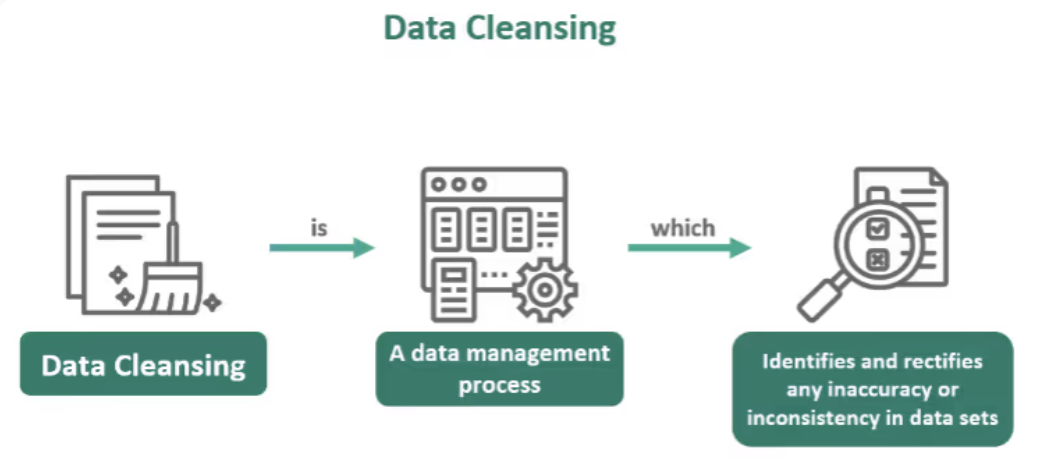 Data Cleansing
is
which
Data Cleansing
A data management
process
Identifies and rectifies
any inaccuracy or
inconsistency in data sets